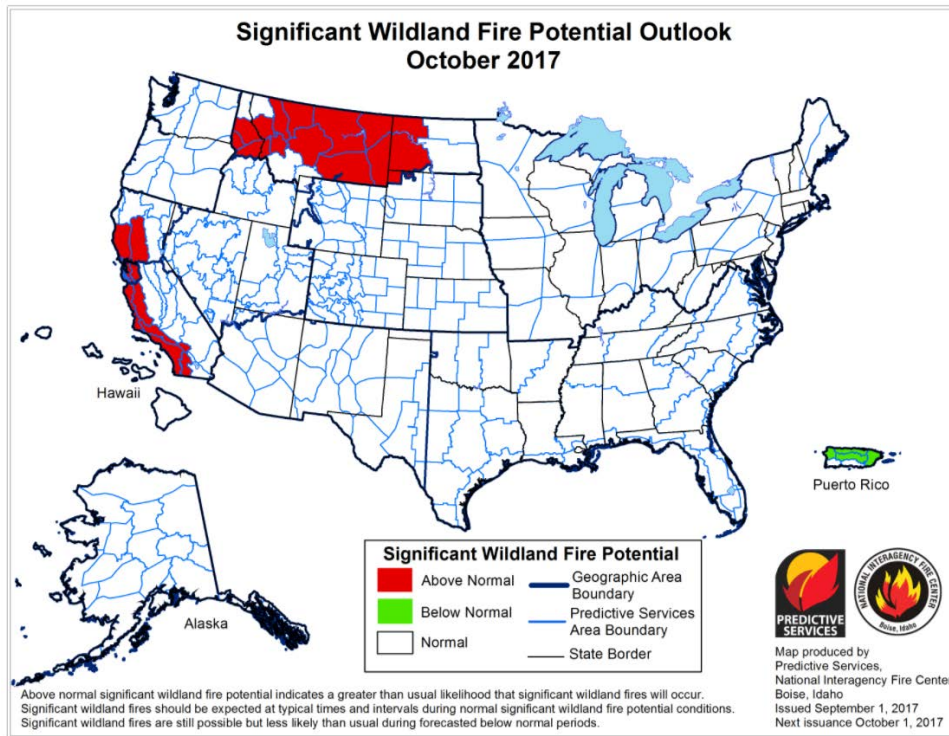 Significant Wildland Fire Potential Outlook
October 2017
Hawaii
Puerto Rico
Alaska
Significant Wildland Fire Potential
Above Normal
Below Normal
Normal
Geographic Area
Boundary
Predictive Services
Area Boundary
State Border
PREDICTIVE
SERVICES
NATIONAL INTERAGENCY FIRE CENTER
Boise, Idaho
Map produced by
Predictive Services,
National Interagency Fire Center
Boise, Idaho
Issued September 1, 2017
Next issuance October 1, 2017
Above normal significant wildland fire potential indicates a greater than usual likelihood that significant wildland fires will occur.
Significant wildland fires should be expected at typical times and intervals during normal significant wildland fire potential conditions.
Significant wildland fires are still possible but less likely than usual during forecasted below normal periods.